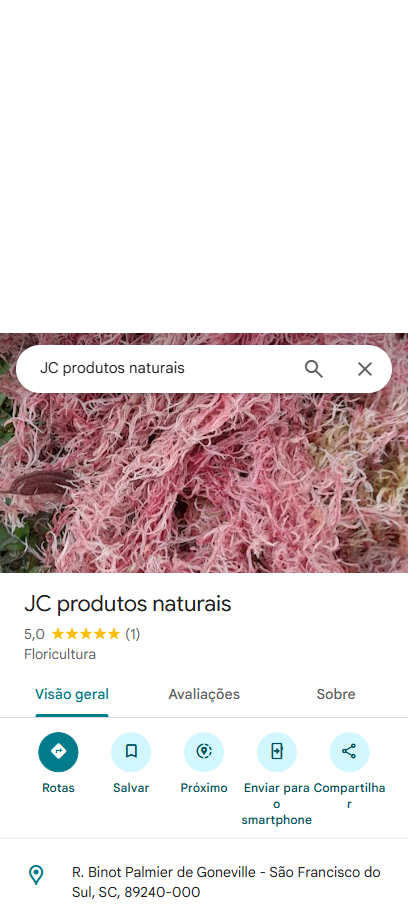 JC produtos naturais
JC produtos naturais
5,0 (1)
Floricultura
Visão geral Avaliações Sobre
Rotas Salvar Próximo Enviar para Compartilha
o r
smartphone
R. Binot Palmier de Goneville - São Francisco do
Sul, SC, 89240-000